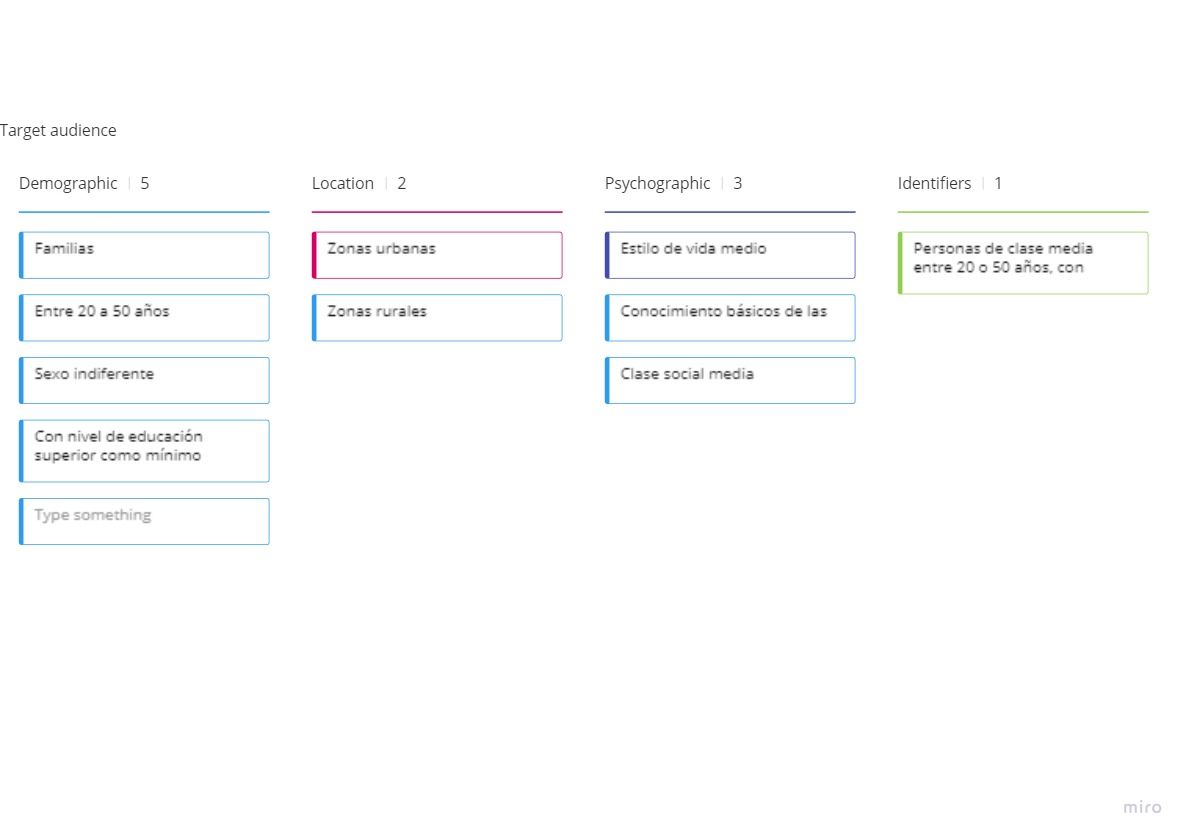 Target audience
Demographic | 5
Familias
Entre 20 a 50 años
Sexo indiferente
Con nivel de educación
superior como mínimo
Type something
Location | 2
Zonas urbanas
Zonas rurales
Psychographic | 3
Estilo de vida medio
Conocimiento básicos de las
Clase social media
Identifiers | 1
Personas de clase media
entre 20 o 50 años, con
miro